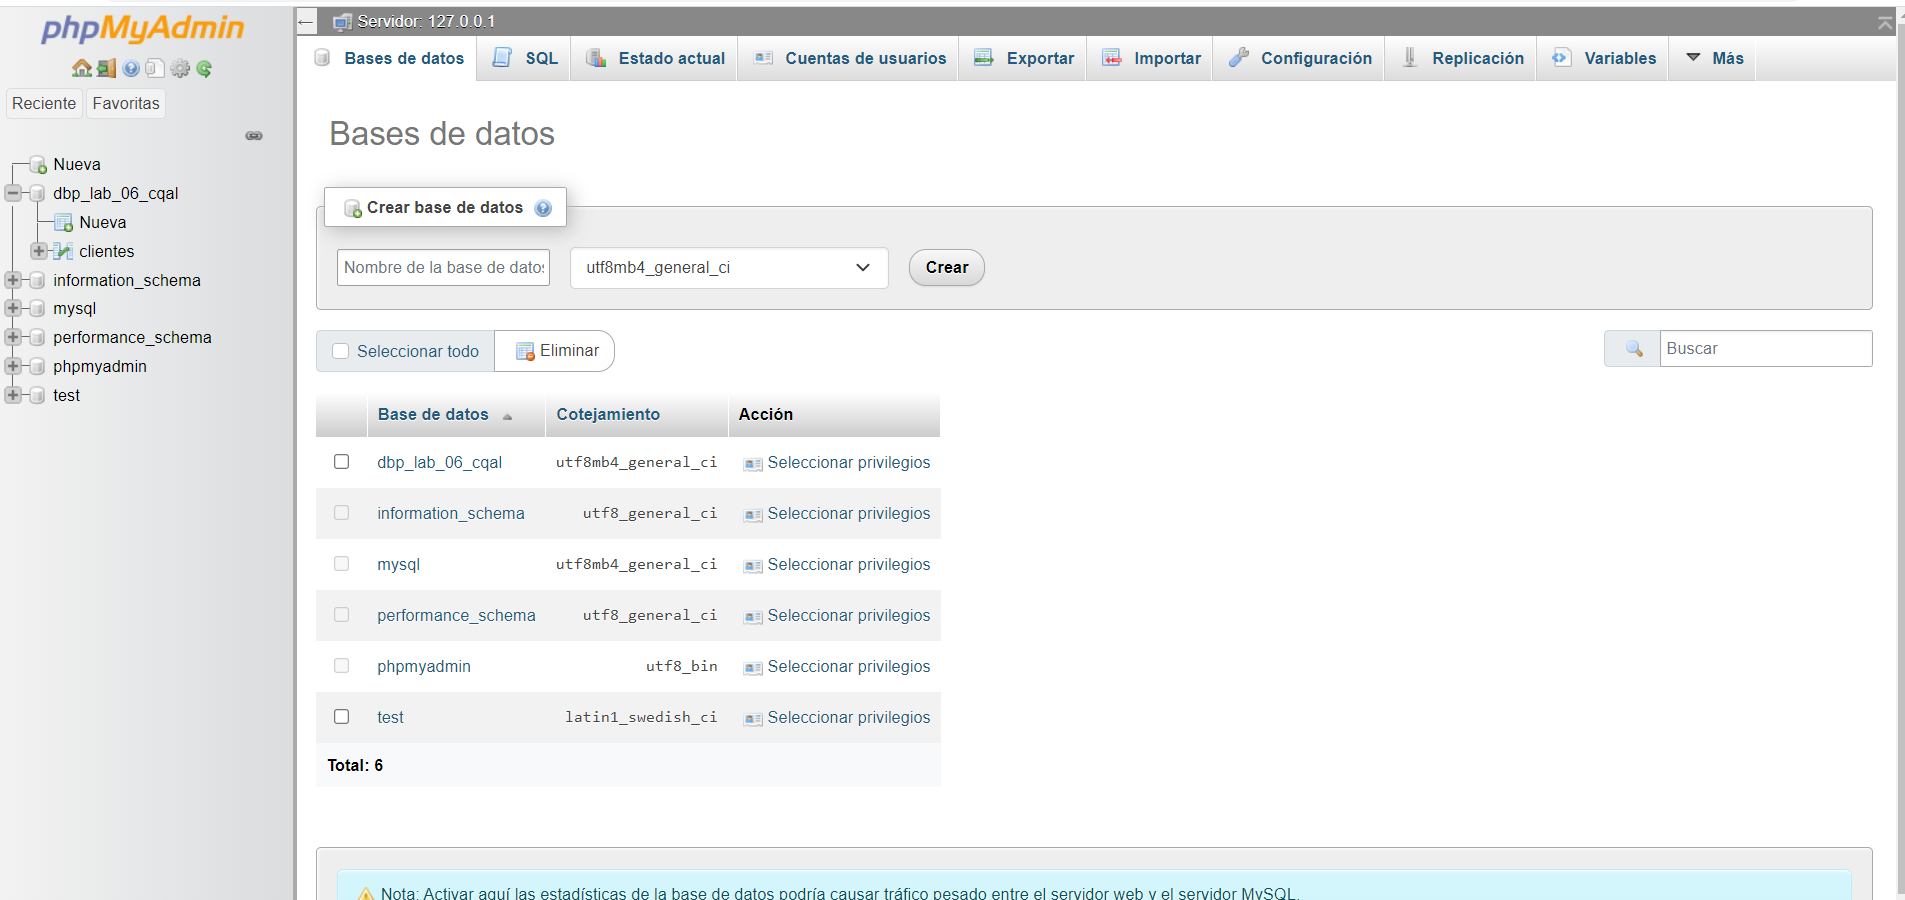 phpMyAdmin
Reciente Favoritas
Nueva
dbp_lab_06_cqal
Nueva
clientes
information_schema
mysql
performance_schema
phpmyadmin
test
Servidor: 127.0.0.1
Bases de datos SQL Estado actual Cuentas de usuarios Exportar Importar Configuración Replicación Variables Más
Bases de datos
Crear base de datos
Nombre de la base de datos utf8mb4_general_ci Crear
Seleccionar todo Eliminar Buscar
Base de datos Cotejamiento Acción
dbp_lab_06_cqal utf8mb4_general_ci Seleccionar privilegios
information_schema utf8_general_ci Seleccionar privilegios
mysql utf8mb4_general_ci Seleccionar privilegios
performance_schema utf8_general_ci Seleccionar privilegios
phpmyadmin utf8_bin Seleccionar privilegios
test latin1_swedish_ci Seleccionar privilegios
Total: 6
Nota: Activar aquí las estadísticas de la base de datos podría causar tráfico pesado entre el servidor web y el servidor MySQL.